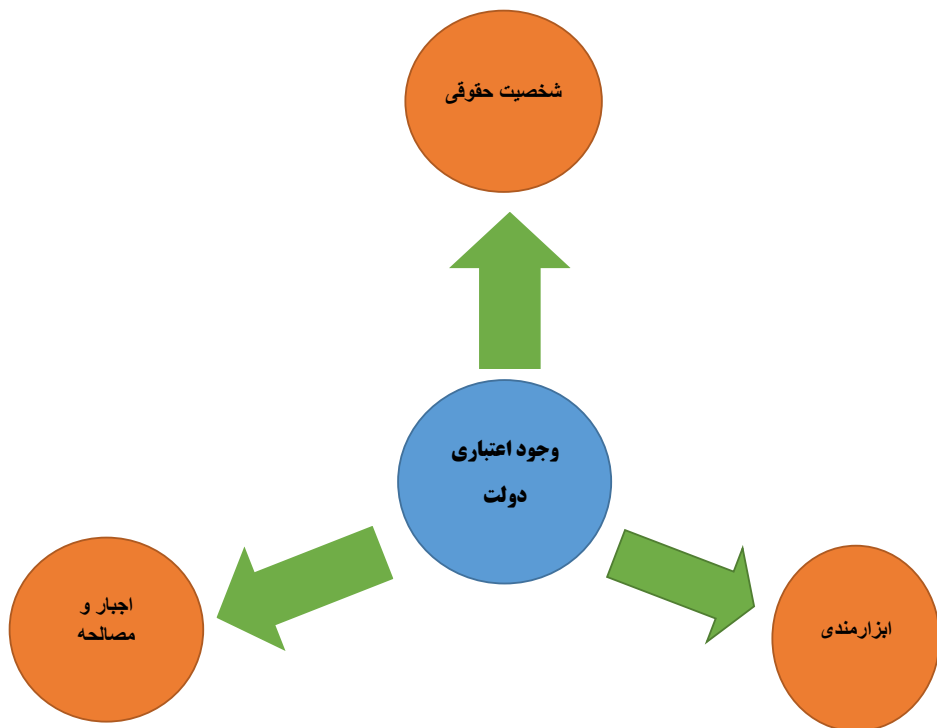 شخصیت حقوقی
وجود اعتباری
دولت
ابزارمندی
اجبار و
مصالحه